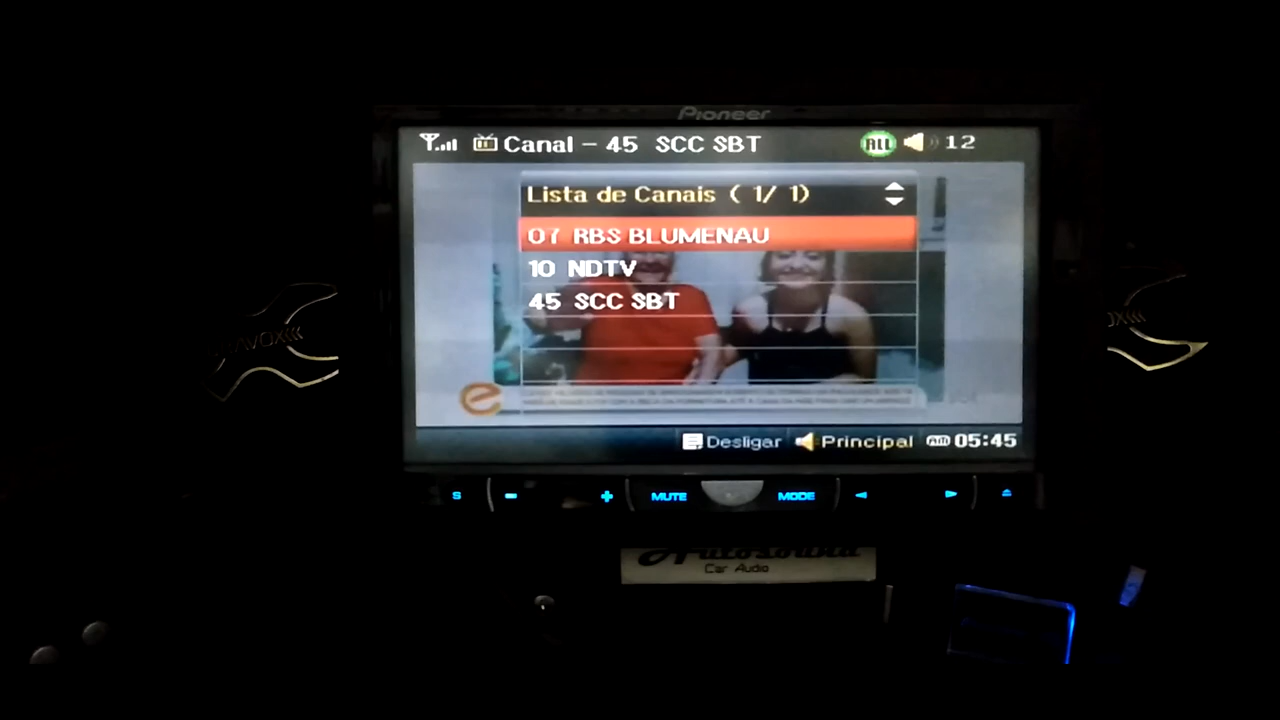 Pioneer
Canal - 45 SCC SBT ALL 12
Lista de Canais ( 1/ 1)
07 RBS BLUMENAU
10 NDTV
45 SCC SBT
Desligar Principal 05:45
S - + MUTE MODE
Autosound
Car Audio